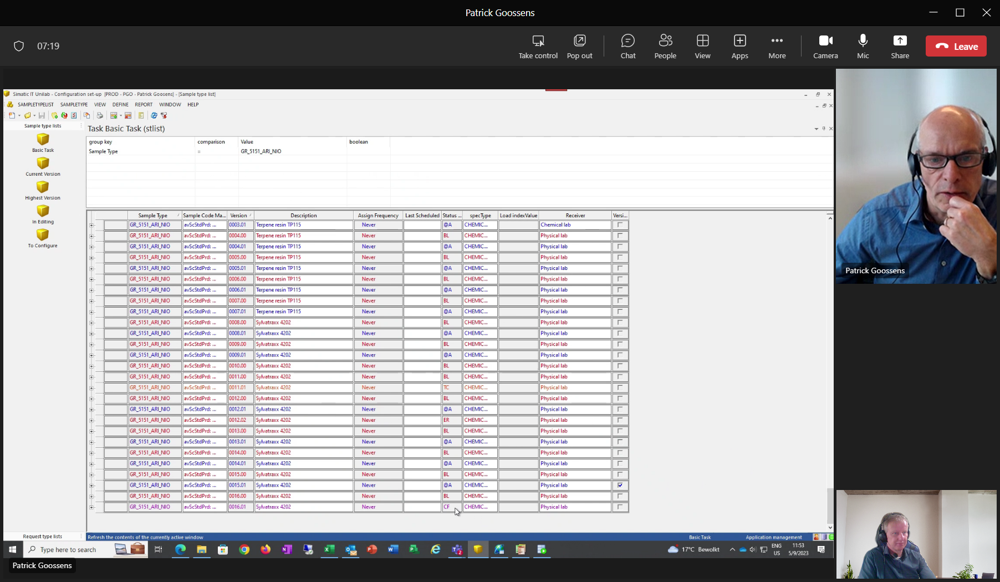 Patrick Goossens
07:19
Take control Pop out Chat People View Apps More Camera Mic Share Leave
Simatic IT Unilab - Configuration set-up [PROD - PGO - Patrick Goosens] - [Sample type list]
SAMPLETYPELIST SAMPLETYPE VIEW DEFINE REPORT WINDOW HELP
Sample type lists
Basic Task
Current Version
Highest Version
In Editing
To Configure
Request type lists
Task Basic Task (stlist)
group key comparison Value boolean
Sample Type = GR_5151_ARI_NIO
Sample Type Sample Code Ma... Version Description Assign Frequency Last Scheduled Status ... specType Load indexValue Receiver Versi...
GR_5151_ARI_NIO avScStdPrd: ... 0003.01 Terpene resin TP115 Never @A CHEMIC... Chemical lab
GR_5151_ARI_NIO avScStdPrd: ... 0004.00 Terpene resin TP115 Never BL CHEMIC... Physical lab
GR_5151_ARI_NIO avScStdPrd: ... 0004.01 Terpene resin TP115 Never @A CHEMIC... Physical lab
GR_5151_ARI_NIO avScStdPrd: ... 0005.00 Terpene resin TP115 Never BL CHEMIC... Physical lab
GR_5151_ARI_NIO avScStdPrd: ... 0005.01 Terpene resin TP115 Never @A CHEMIC... Physical lab
GR_5151_ARI_NIO avScStdPrd: ... 0006.00 Terpene resin TP115 Never BL CHEMIC... Physical lab
GR_5151_ARI_NIO avScStdPrd: ... 0006.01 Terpene resin TP115 Never @A CHEMIC... Physical lab
GR_5151_ARI_NIO avScStdPrd: ... 0007.00 Terpene resin TP115 Never BL CHEMIC... Physical lab
GR_5151_ARI_NIO avScStdPrd: ... 0007.01 Terpene resin TP115 Never @A CHEMIC... Physical lab
GR_5151_ARI_NIO avScStdPrd: ... 0008.00 Sylvatraxx 4202 Never BL CHEMIC... Physical lab
GR_5151_ARI_NIO avScStdPrd: ... 0008.01 Sylvatraxx 4202 Never @A CHEMIC... Physical lab
GR_5151_ARI_NIO avScStdPrd: ... 0009.00 Sylvatraxx 4202 Never BL CHEMIC... Physical lab
GR_5151_ARI_NIO avScStdPrd: ... 0009.01 Sylvatraxx 4202 Never @A CHEMIC... Physical lab
GR_5151_ARI_NIO avScStdPrd: ... 0010.00 Sylvatraxx 4202 Never BL CHEMIC... Physical lab
GR_5151_ARI_NIO avScStdPrd: ... 0011.00 Sylvatraxx 4202 Never BL CHEMIC... Physical lab
GR_5151_ARI_NIO avScStdPrd: ... 0011.01 Sylvatraxx 4202 Never TC CHEMIC... Physical lab
GR_5151_ARI_NIO avScStdPrd: ... 0012.00 Sylvatraxx 4202 Never BL CHEMIC... Physical lab
GR_5151_ARI_NIO avScStdPrd: ... 0012.01 Sylvatraxx 4202 Never @A CHEMIC... Physical lab
GR_5151_ARI_NIO avScStdPrd: ... 0012.02 Sylvatraxx 4202 Never ER CHEMIC... Physical lab
GR_5151_ARI_NIO avScStdPrd: ... 0013.00 Sylvatraxx 4202 Never BL CHEMIC... Physical lab
GR_5151_ARI_NIO avScStdPrd: ... 0013.01 Sylvatraxx 4202 Never @A CHEMIC... Physical lab
GR_5151_ARI_NIO avScStdPrd: ... 0014.00 Sylvatraxx 4202 Never BL CHEMIC... Physical lab
GR_5151_ARI_NIO avScStdPrd: ... 0014.01 Sylvatraxx 4202 Never @A CHEMIC... Physical lab
GR_5151_ARI_NIO avScStdPrd: ... 0015.00 Sylvatraxx 4202 Never BL CHEMIC... Physical lab
GR_5151_ARI_NIO avScStdPrd: ... 0015.01 Sylvatraxx 4202 Never @A CHEMIC... Physical lab
GR_5151_ARI_NIO avScStdPrd: ... 0016.00 Sylvatraxx 4202 Never BL CHEMIC... Physical lab
GR_5151_ARI_NIO avScStdPrd: ... 0016.01 Sylvatraxx 4202 Never CF CHEMIC... Physical lab
Refresh the contents of the currently active window Basic Task Application management
Type here to search 17°C Bewolkt ENG US 11:53 5/9/2023
Patrick Goossens
Patrick Goossens